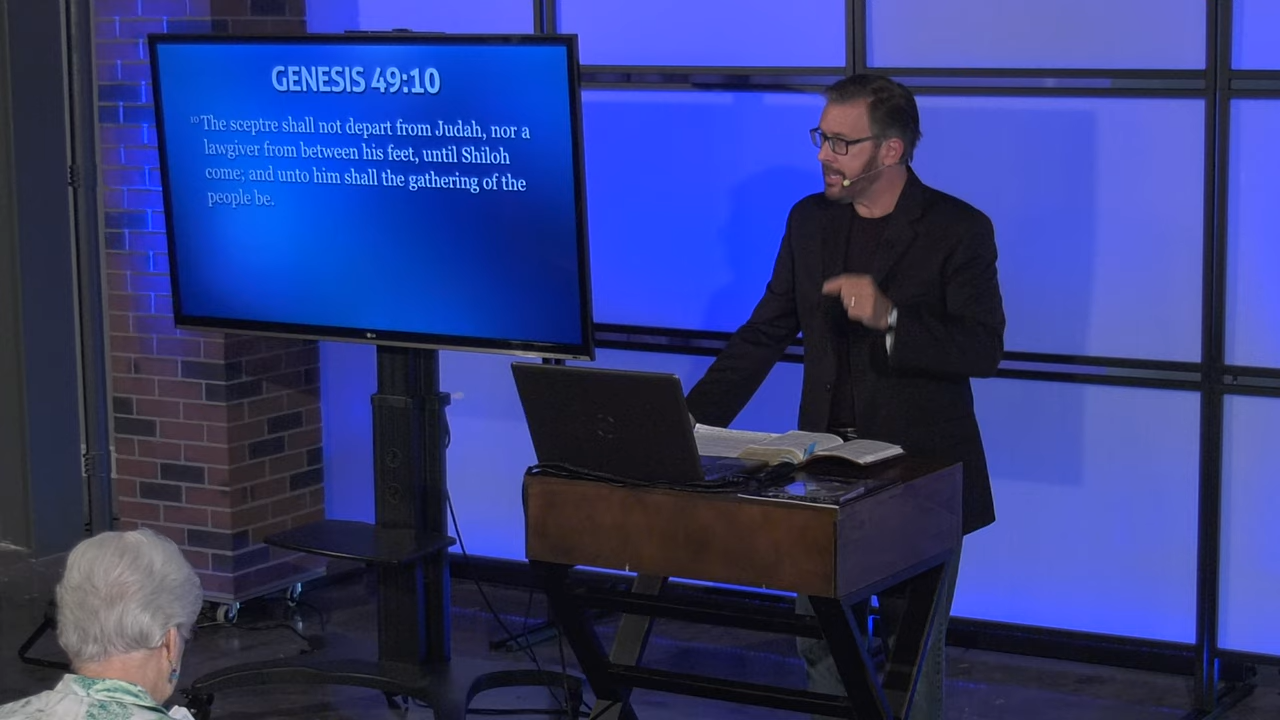 GENESIS 49:10
10 The sceptre shall not depart from Judah, nor a
lawgiver from between his feet, until Shiloh
come; and unto him shall the gathering of the
people be.